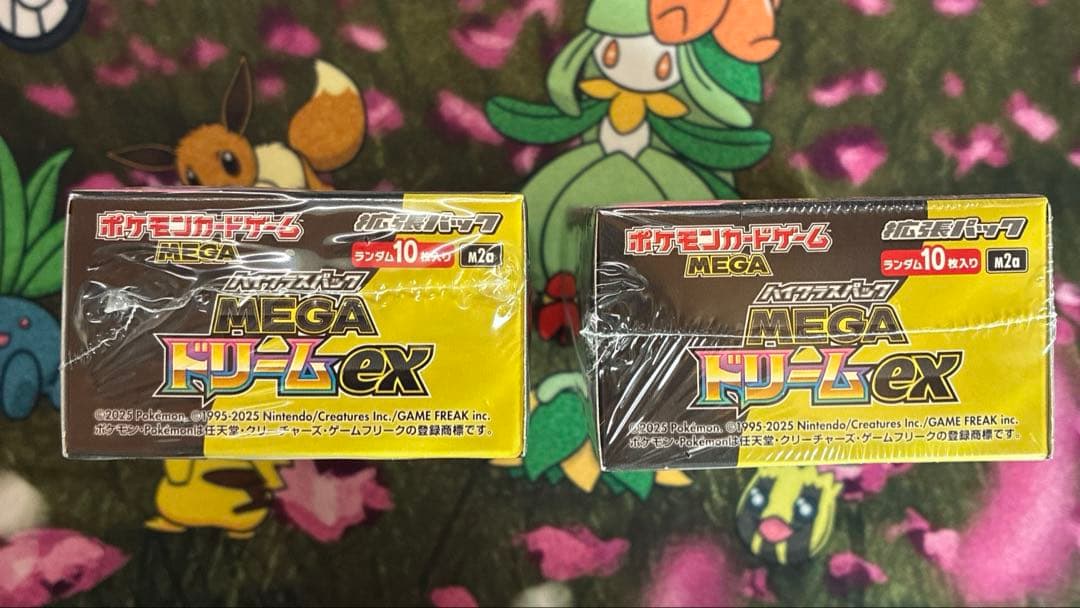 ポケモンカードゲーム
MEGA
拡張パック
ランダム10枚入り
M2a
ハイクラスパック
MEGA
ドリームex
©2025 Pokémon. ©1995-2025 Nintendo/Creatures Inc./GAME FREAK inc.
ポケモン・Pokémonは任天堂・クリーチャーズ・ゲームフリークの登録商標です。
ポケモンカードゲーム
MEGA
拡張パック
ランダム10枚入り
M2a
ハイクラスパック
MEGA
ドリームex
©2025 Pokémon. ©1995-2025 Nintendo/Creatures Inc./GAME FREAK inc.
ポケモン・Pokémonは任天堂・クリーチャーズ・ゲームフリークの登録商標です。